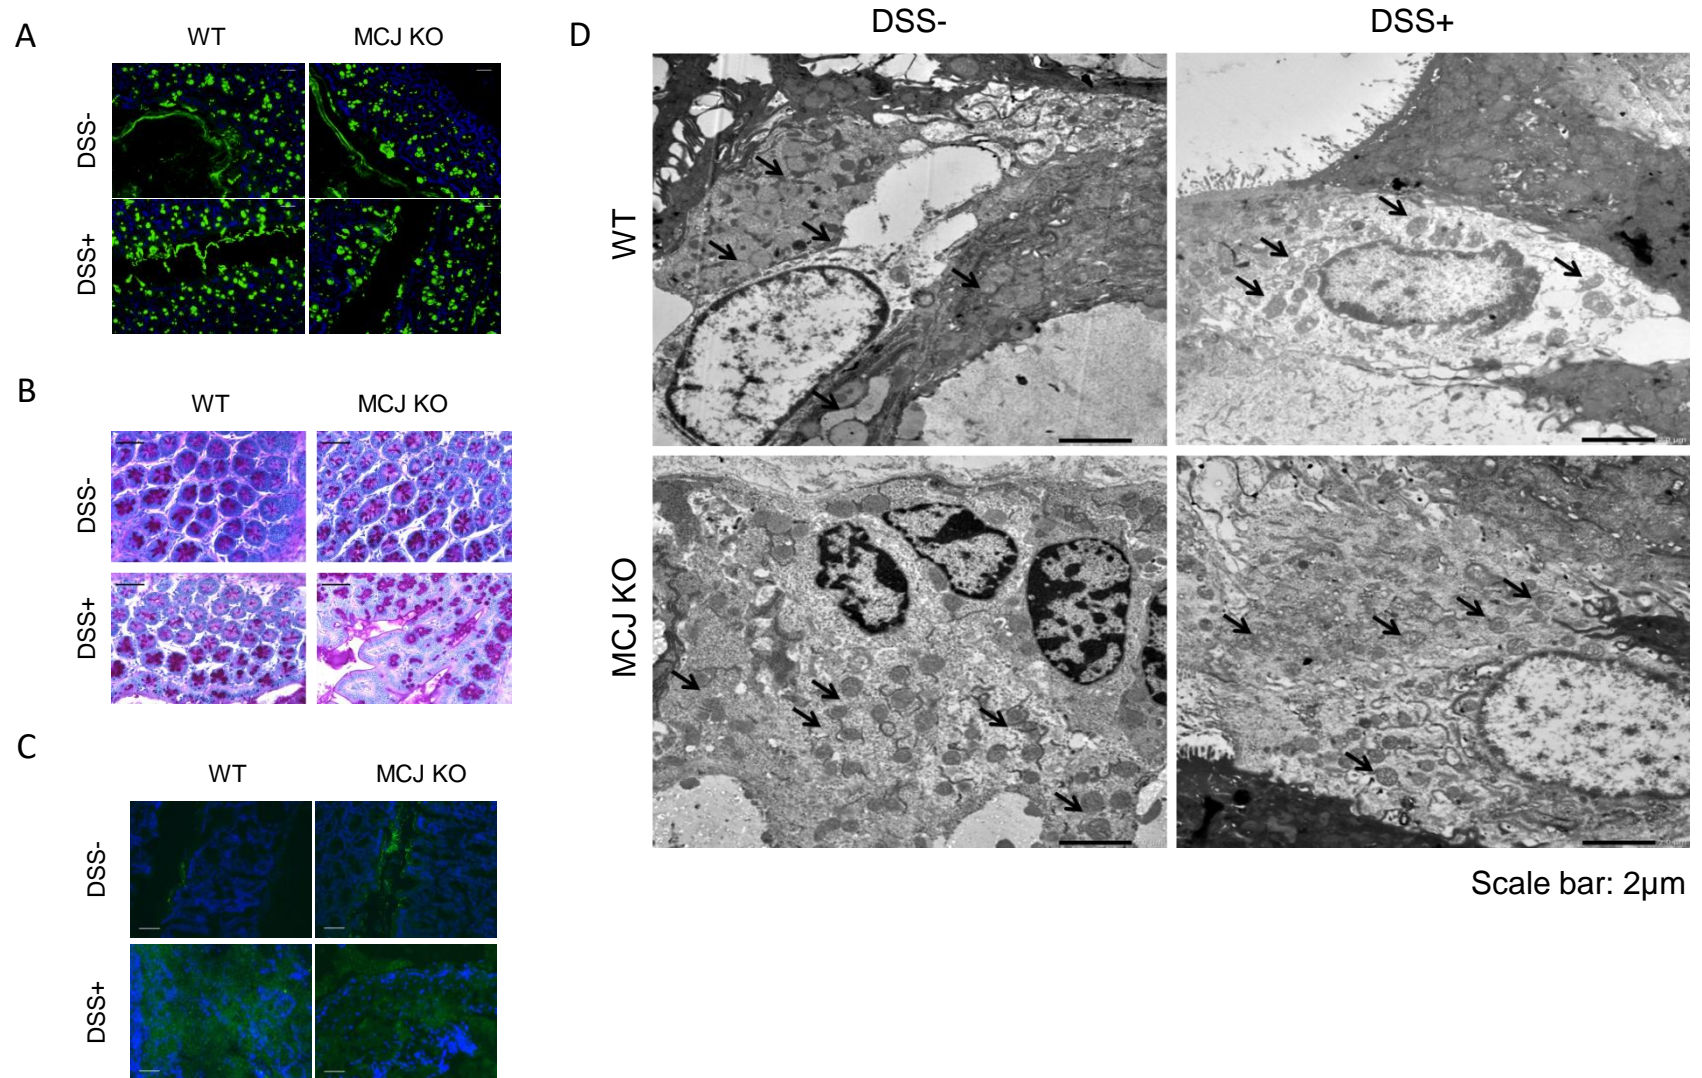 A
WT
MCJ KO
DSS-
DSS+
B
WT
MCJ KO
DSS-
DSS+
C
WT
MCJ KO
DSS-
DSS+
D
DSS-
DSS+
WT
MCJ KO
Scale bar: 2µm